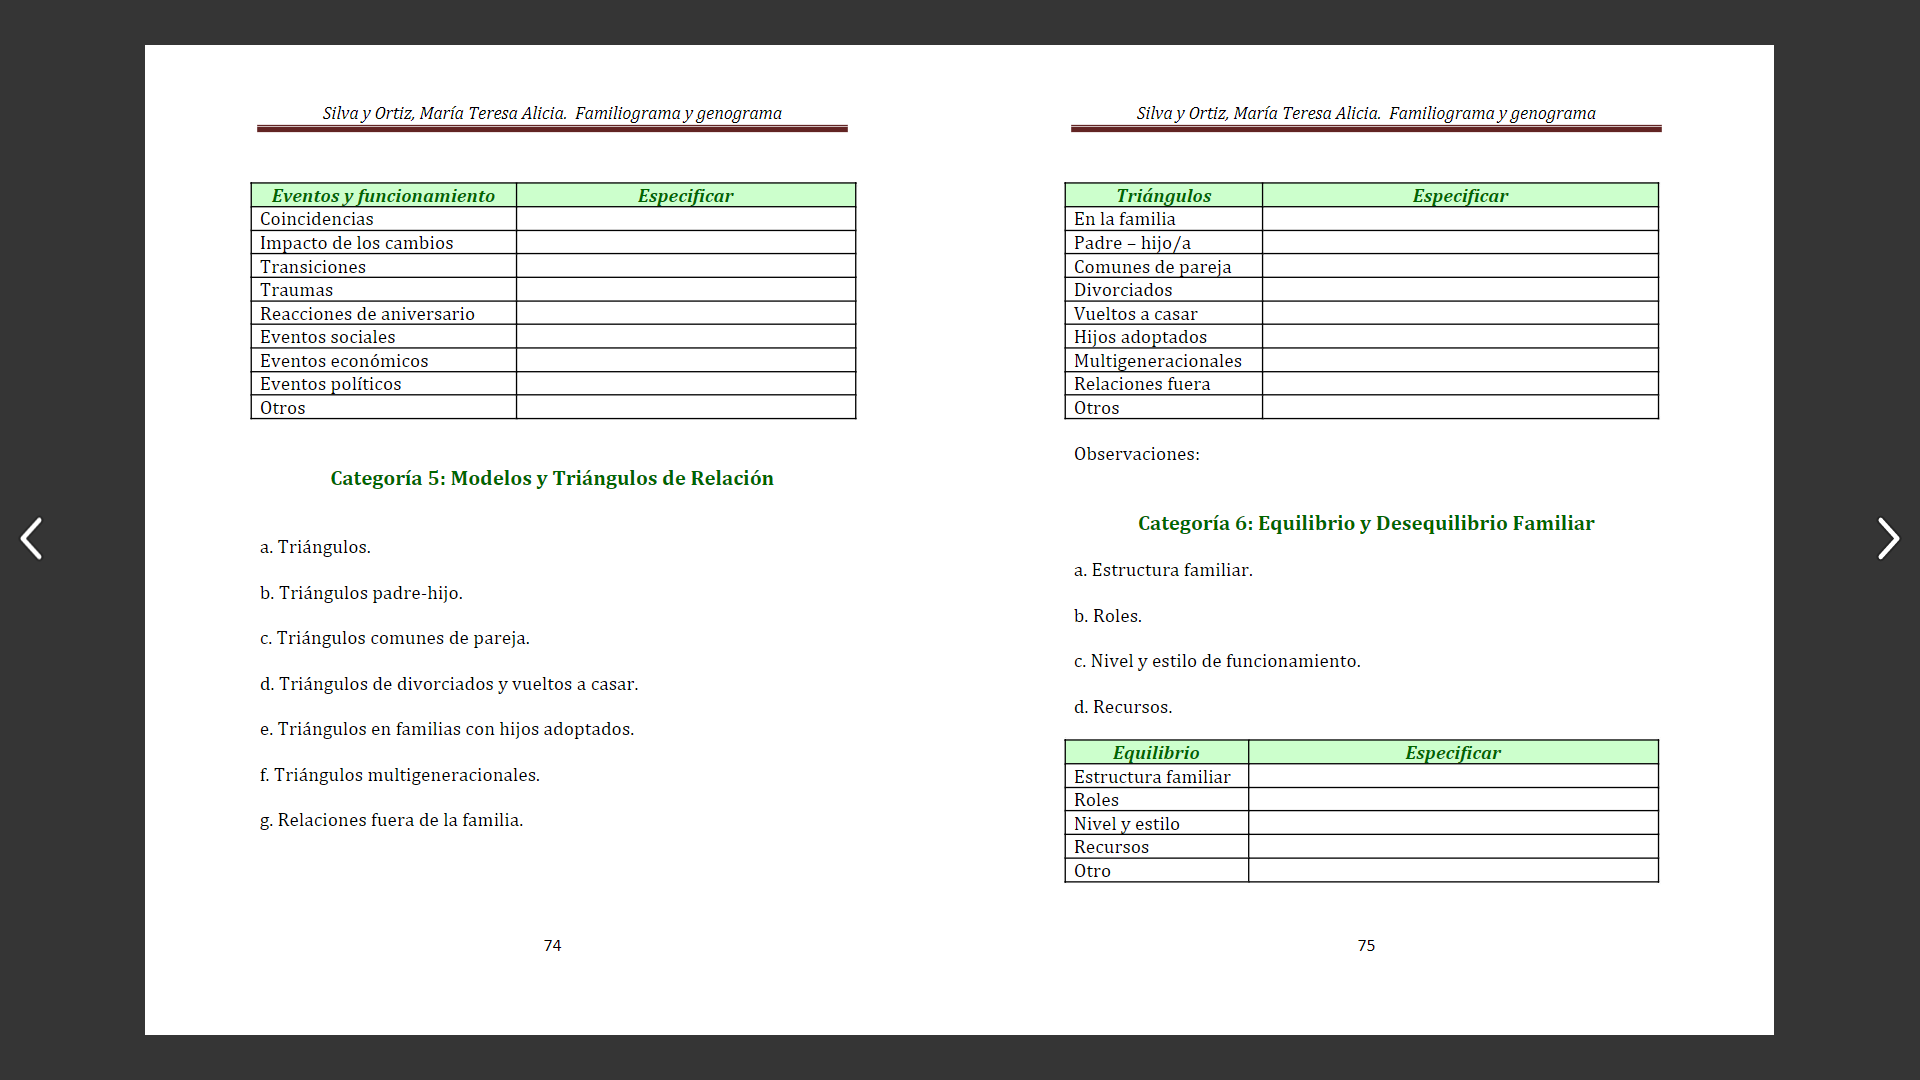 Silva y Ortiz, María Teresa Alicia.  Familiograma y genograma
Eventos y funcionamiento Especificar
Coincidencias
Impacto de los cambios
Transiciones
Traumas
Reacciones de aniversario
Eventos sociales
Eventos económicos
Eventos políticos
Otros
Categoría 5: Modelos y Triángulos de Relación
a. Triángulos.
b. Triángulos padre-hijo.
c. Triángulos comunes de pareja.
d. Triángulos de divorciados y vueltos a casar.
e. Triángulos en familias con hijos adoptados.
f. Triángulos multigeneracionales.
g. Relaciones fuera de la familia.
74
Silva y Ortiz, María Teresa Alicia.  Familiograma y genograma
Triángulos Especificar
En la familia
Padre – hijo/a
Comunes de pareja
Divorciados
Vueltos a casar
Hijos adoptados
Multigeneracionales
Relaciones fuera
Otros
Observaciones:
Categoría 6: Equilibrio y Desequilibrio Familiar
a. Estructura familiar.
b. Roles.
c. Nivel y estilo de funcionamiento.
d. Recursos.
Equilibrio Especificar
Estructura familiar
Roles
Nivel y estilo
Recursos
Otro
75